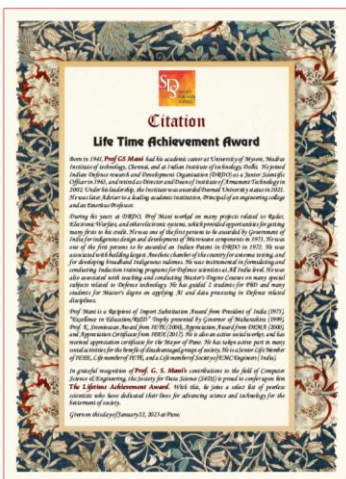 SDS
Citation
Life Time Achievement Award
Born in 1941, Prof GS Mani had his academic career at University of Mysore, Madras
Institute of technology, Chennai, and at Indian Institute of technology, Delhi. He joined
Indian Defence research and Development Organisation (DRDO) as a Junior Scientific
Officer in 1963, and retired as Director and Dean of Institute of Armament Technology in
2002. Under his leadership, the Institute was awarded Deemed University status in 2021.
He was later Adviser to a leading academic institution, Principal of an engineering college
and an Emeritus Professor.
During his years at DRDO, Prof Mani worked on many projects related to Radar,
Electronic Warfare, and other electronic systems, which provided opportunities for getting
many firsts to his credit. He was one of the first persons to be awarded by Government of
India for indigenous design and development of Microwave components in 1971. He was
one of the first persons to be awarded an Indian Patent in DRDO in 1972. He was
associated with building largest Anechoic chamber of the country for antenna testing, and
for developing broadband Indigenous radomes. He was instrumental in formulating and
conducting Induction training programs for Defence scientists at All India level. He was
also associated with teaching and conducting Master's Degree Courses on many special
subjects related to Defence technology. He has guided 2 students for PhD and many
students for Master's degree on applying AI and data processing in Defence related
disciplines.
Prof Mani is a Recipient of Import Substitution Award from President of India [1971],
"Excellence in Education/R&D" Trophy presented by Governor of Maharashtra [1998],
Prof. K. Sreenivasan Award from IETE [2004], Appreciation Award from DEMA [2008]
and Appreciation Certificate from IEEE [2017]. He is also an active social worker, and has
received appreciation certificate for the Mayor of Pune. He has taken active part in many
social activities for the benefit of disadvantaged groups of society. He is a Senior Life Member
of IEEE, Life member of IETE, and a Life member of Society of EMC Engineers [India].
In grateful recognition of Prof. G. S. Mani's contributions to the field of Computer
Science & Engineering, the Society for Data Science [S4DS] is proud to confer upon him
The Lifetime Achievement Award. With this, he joins a select list of peerless
scientists who have dedicated their lives for advancing science and technology for the
betterment of society.
Given on this day of January 22, 2023 at Pune.